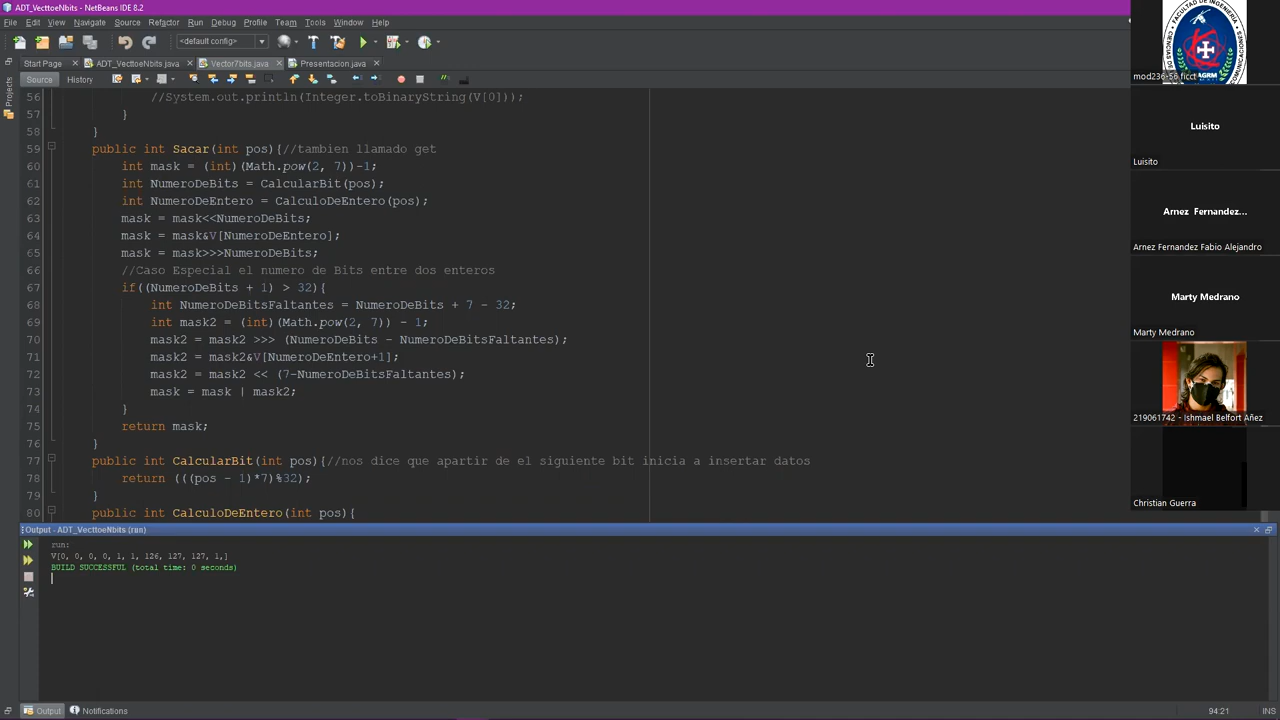 ADT_VecttoeNbits - NetBeans IDE 8.2
File Edit View Navigate Source Refactor Run Debug Profile Team Tools Window Help
<default config>
Start Page ADT_VecttoeNbits.java Vector7bits.java Presentacion.java
Source History
Projects
56 //System.out.println(Integer.toBinaryString(V[0]));
57 }
58 }
59 public int Sacar(int pos){//tambien llamado get
60 int mask = (int)(Math.pow(2, 7))-1;
61 int NumeroDeBits = CalcularBit(pos);
62 int NumeroDeEntero = CalculoDeEntero(pos);
63 mask = mask<<NumeroDeBits;
64 mask = mask&V[NumeroDeEntero];
65 mask = mask>>>NumeroDeBits;
66 //Caso Especial el numero de Bits entre dos enteros
67 if((NumeroDeBits + 1) > 32){
68 int NumeroDeBitsFaltantes = NumeroDeBits + 7 - 32;
69 int mask2 = (int)(Math.pow(2, 7)) - 1;
70 mask2 = mask2 >>> (NumeroDeBits - NumeroDeBitsFaltantes);
71 mask2 = mask2&V[NumeroDeEntero+1];
72 mask2 = mask2 << (7-NumeroDeBitsFaltantes);
73 mask = mask | mask2;
74 }
75 return mask;
76 }
77 public int CalcularBit(int pos){//nos dice que apartir de el siguiente bit inicia a insertar datos
78 return (((pos - 1)*7)%32);
79 }
80 public int CalculoDeEntero(int pos){
Output - ADT_VecttoeNbits (run)
run:
V[0, 0, 0, 0, 1, 1, 126, 127, 127, 1,]
BUILD SUCCESSFUL (total time: 0 seconds)
Output Notifications
94:21 INS
mod236-56 ficct
Luisito
Luisito
Arnez Fernandez...
Arnez Fernandez Fabio Alejandro
Marty Medrano
Marty Medrano
219061742 - Ishmael Belfort Añez
Christian Guerra